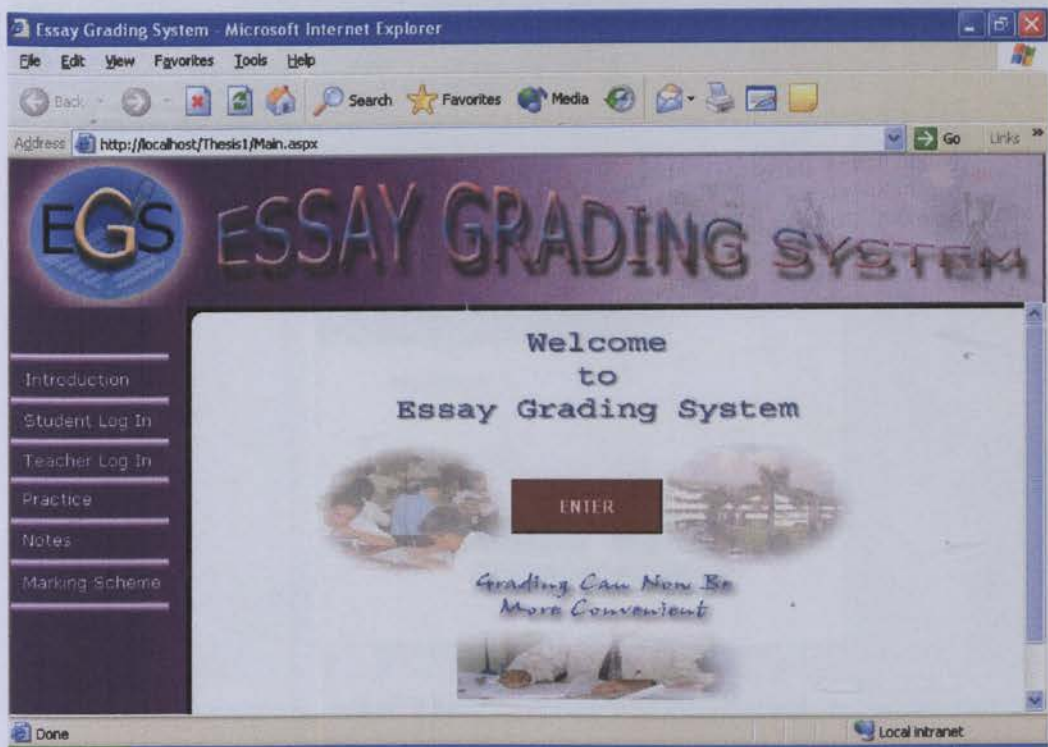 Essay Grading System - Microsoft Internet Explorer
File Edit View Favorites Tools Help
Back Search Favorites Media
Address http://localhost/Thesis1/Main.aspx Go Links »
EGS ESSAY GRADING SYSTEM
Welcome
to
Essay Grading System
Introduction
Student Log In
Teacher Log In
Practice
Notes
Marking Scheme
ENTER
Grading Can Now Be
More Convenient
Done Local intranet